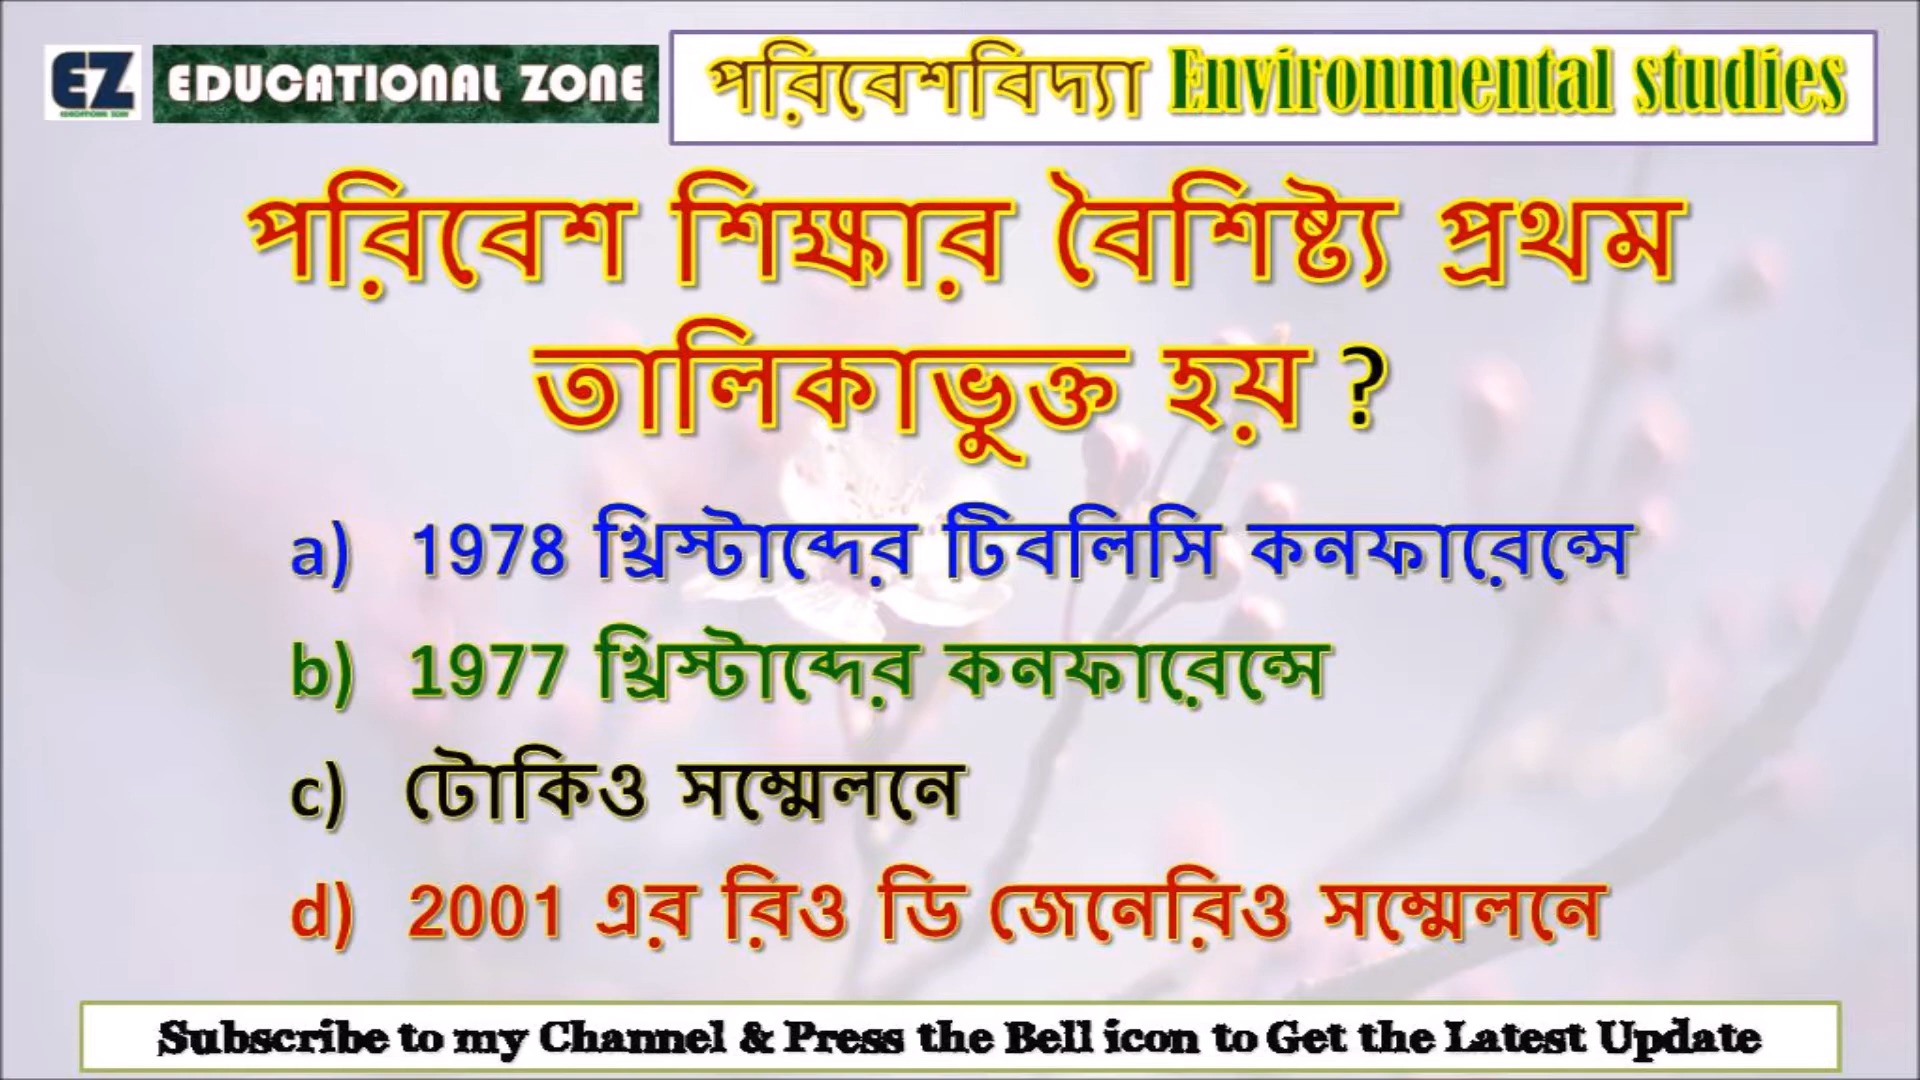 EZ EDUCATIONAL ZONE পরিবেশবিদ্যা Environmental studies
পরিবেশ শিক্ষার বৈশিষ্ট্য প্রথম
তালিকাভুক্ত হয় ?
a) 1978 খ্রিস্টাব্দের টিবলিসি কনফারেন্সে
b) 1977 খ্রিস্টাব্দের কনফারেন্সে
c) টোকিও সম্মেলনে
d) 2001 এর রিও ডি জেনেরিও সম্মেলনে
Subscribe to my Channel & Press the Bell icon to Get the Latest Update